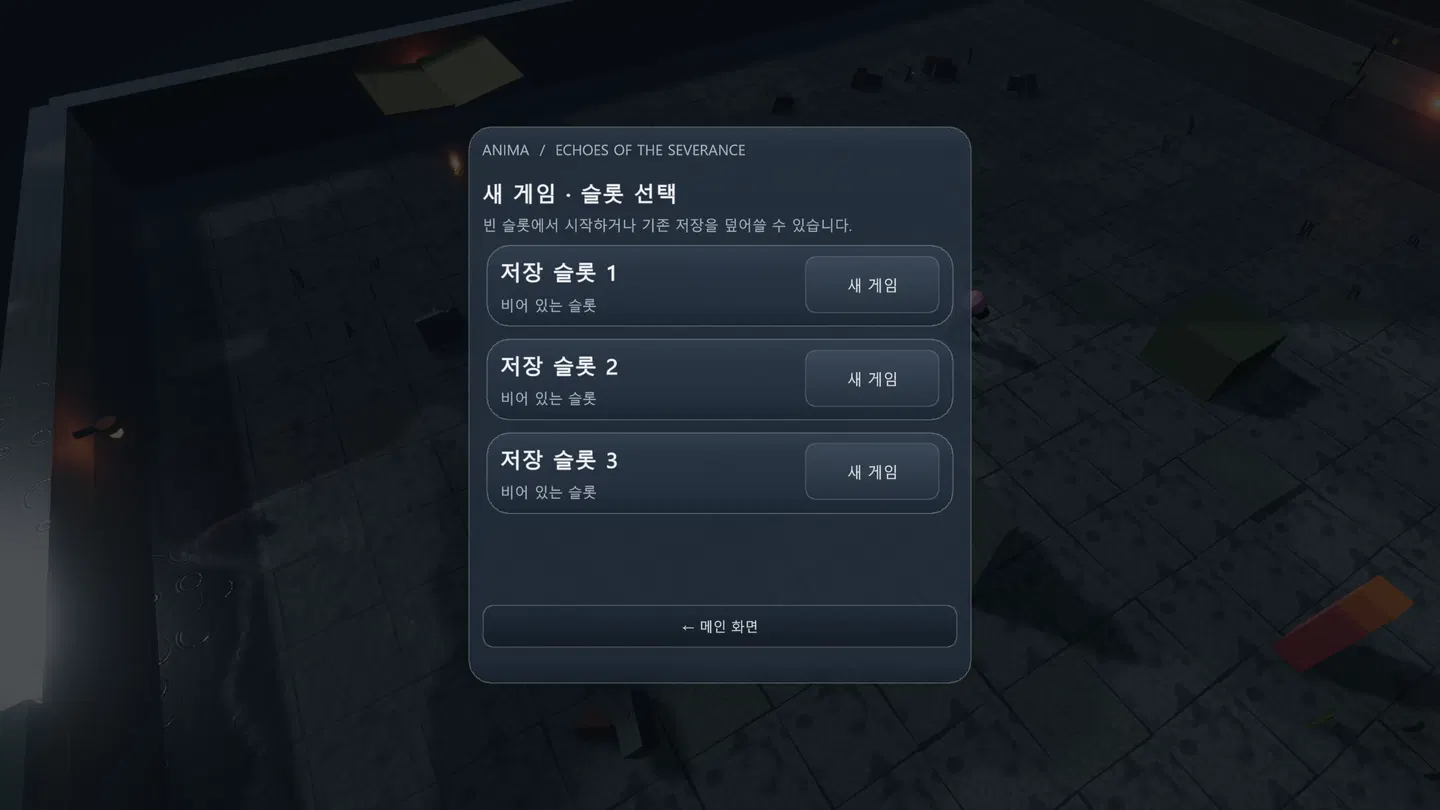 ANIMA / ECHOES OF THE SEVERANCE
새 게임 · 슬롯 선택
빈 슬롯에서 시작하거나 기존 저장을 덮어쓸 수 있습니다.
저장 슬롯 1
비어 있는 슬롯
새 게임
저장 슬롯 2
비어 있는 슬롯
새 게임
저장 슬롯 3
비어 있는 슬롯
새 게임
← 메인 화면